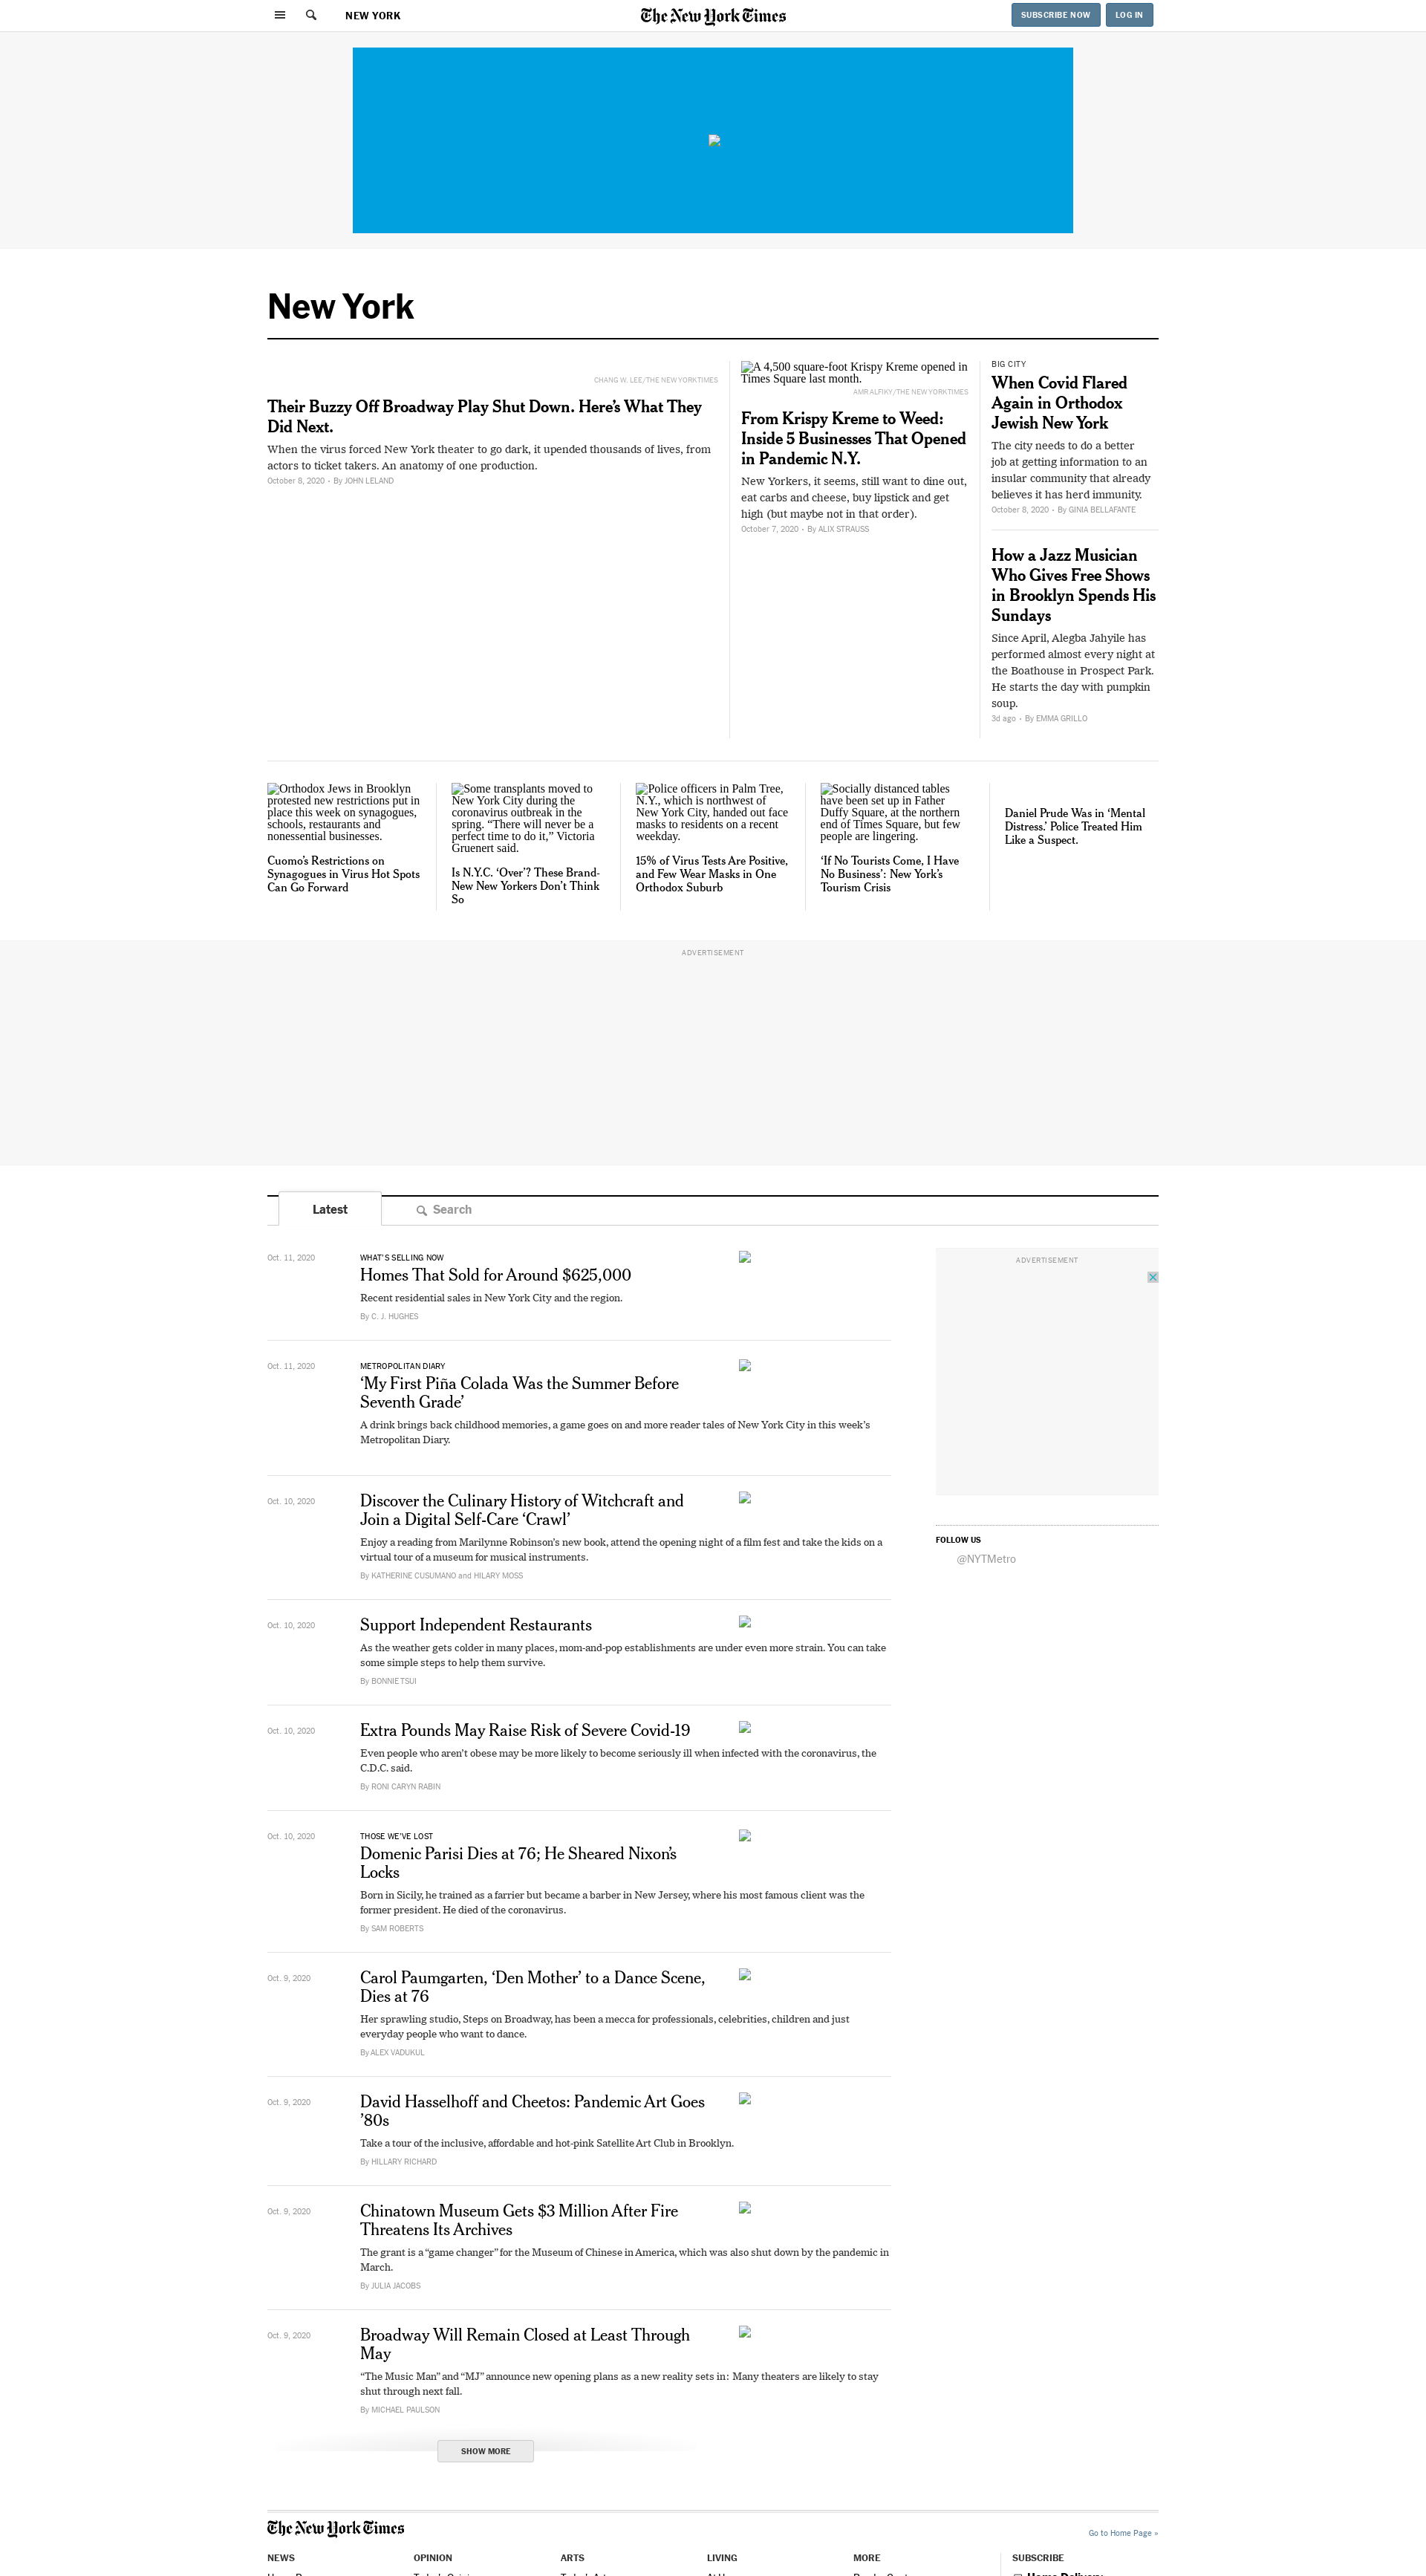 NEW YORK
The New York Times
SUBSCRIBE NOW
LOG IN
New York
CHANG W. LEE/THE NEW YORK TIMES
Their Buzzy Off Broadway Play Shut Down. Here’s What They
Did Next.
When the virus forced New York theater to go dark, it upended thousands of lives, from
actors to ticket takers. An anatomy of one production.
October 8, 2020 • By JOHN LELAND
A 4,500 square-foot Krispy Kreme opened in
Times Square last month.
AMR ALFIKY/THE NEW YORK TIMES
From Krispy Kreme to Weed:
Inside 5 Businesses That Opened
in Pandemic N.Y.
New Yorkers, it seems, still want to dine out,
eat carbs and cheese, buy lipstick and get
high (but maybe not in that order).
October 7, 2020 • By ALIX STRAUSS
BIG CITY
When Covid Flared
Again in Orthodox
Jewish New York
The city needs to do a better
job at getting information to an
insular community that already
believes it has herd immunity.
October 8, 2020 • By GINIA BELLAFANTE
How a Jazz Musician
Who Gives Free Shows
in Brooklyn Spends His
Sundays
Since April, Alegba Jahyile has
performed almost every night at
the Boathouse in Prospect Park.
He starts the day with pumpkin
soup.
3d ago • By EMMA GRILLO
Orthodox Jews in Brooklyn
protested new restrictions put in
place this week on synagogues,
schools, restaurants and
nonessential businesses.
Cuomo’s Restrictions on
Synagogues in Virus Hot Spots
Can Go Forward
Some transplants moved to
New York City during the
coronavirus outbreak in the
spring. “There will never be a
perfect time to do it,” Victoria
Gruenert said.
Is N.Y.C. ‘Over’? These Brand-
New New Yorkers Don’t Think
So
Police officers in Palm Tree,
N.Y., which is northwest of
New York City, handed out face
masks to residents on a recent
weekday.
15% of Virus Tests Are Positive,
and Few Wear Masks in One
Orthodox Suburb
Socially distanced tables
have been set up in Father
Duffy Square, at the northern
end of Times Square, but few
people are lingering.
‘If No Tourists Come, I Have
No Business’: New York’s
Tourism Crisis
Daniel Prude Was in ‘Mental
Distress.’ Police Treated Him
Like a Suspect.
ADVERTISEMENT
Latest
Search
Oct. 11, 2020
WHAT'S SELLING NOW
Homes That Sold for Around $625,000
Recent residential sales in New York City and the region.
By C. J. HUGHES
Oct. 11, 2020
METROPOLITAN DIARY
‘My First Piña Colada Was the Summer Before
Seventh Grade’
A drink brings back childhood memories, a game goes on and more reader tales of New York City in this week’s
Metropolitan Diary.
Oct. 10, 2020
Discover the Culinary History of Witchcraft and
Join a Digital Self-Care ‘Crawl’
Enjoy a reading from Marilynne Robinson’s new book, attend the opening night of a film fest and take the kids on a
virtual tour of a museum for musical instruments.
By KATHERINE CUSUMANO and HILARY MOSS
Oct. 10, 2020
Support Independent Restaurants
As the weather gets colder in many places, mom-and-pop establishments are under even more strain. You can take
some simple steps to help them survive.
By BONNIE TSUI
Oct. 10, 2020
Extra Pounds May Raise Risk of Severe Covid-19
Even people who aren’t obese may be more likely to become seriously ill when infected with the coronavirus, the
C.D.C. said.
By RONI CARYN RABIN
Oct. 10, 2020
THOSE WE'VE LOST
Domenic Parisi Dies at 76; He Sheared Nixon’s
Locks
Born in Sicily, he trained as a farrier but became a barber in New Jersey, where his most famous client was the
former president. He died of the coronavirus.
By SAM ROBERTS
Oct. 9, 2020
Carol Paumgarten, ‘Den Mother’ to a Dance Scene,
Dies at 76
Her sprawling studio, Steps on Broadway, has been a mecca for professionals, celebrities, children and just
everyday people who want to dance.
By ALEX VADUKUL
Oct. 9, 2020
David Hasselhoff and Cheetos: Pandemic Art Goes
’80s
Take a tour of the inclusive, affordable and hot-pink Satellite Art Club in Brooklyn.
By HILLARY RICHARD
Oct. 9, 2020
Chinatown Museum Gets $3 Million After Fire
Threatens Its Archives
The grant is a “game changer” for the Museum of Chinese in America, which was also shut down by the pandemic in
March.
By JULIA JACOBS
Oct. 9, 2020
Broadway Will Remain Closed at Least Through
May
“The Music Man” and “MJ” announce new opening plans as a new reality sets in: Many theaters are likely to stay
shut through next fall.
By MICHAEL PAULSON
SHOW MORE
ADVERTISEMENT
FOLLOW US
@NYTMetro
The New York Times
Go to Home Page »
NEWS
OPINION
ARTS
LIVING
MORE
SUBSCRIBE